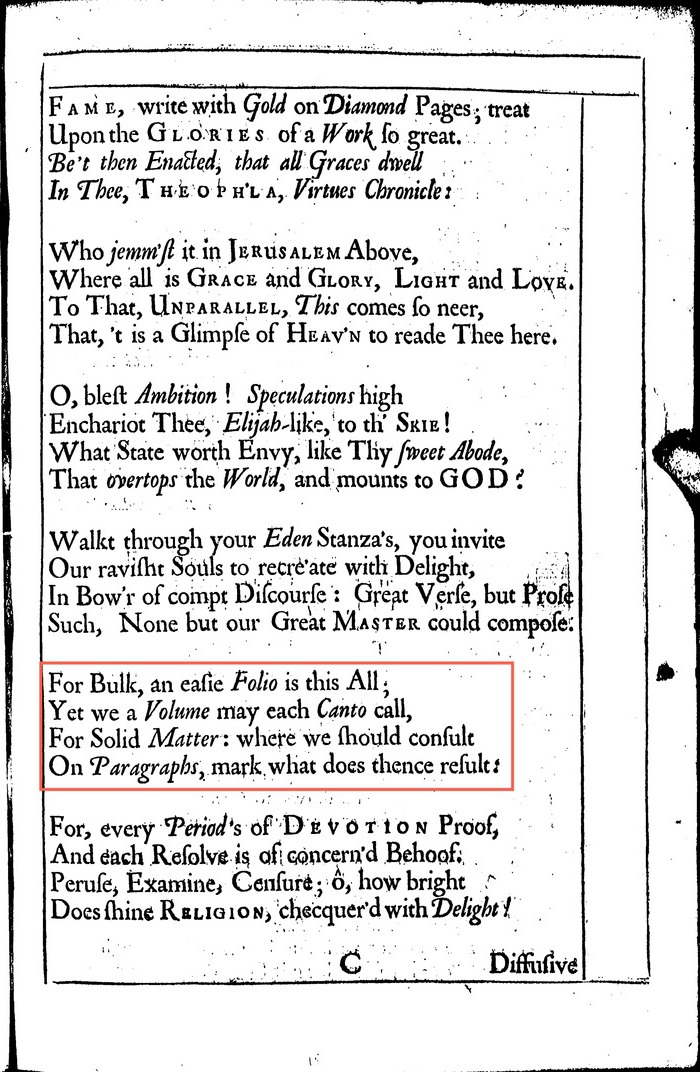 FAME, write with Gold on Diamond Pages; treat
Upon the GLORIES of a Work ſo great.
Be't then Enacted, that all Graces dwell
In Thee, THEOPH'LA, Virtues Chronicle:
Who jemm'ſt it in JERUSALEM Above,
Where all is GRACE and GLORY, LIGHT and LOVE.
To That, UNPARALLEL, This comes ſo neer,
That, 't is a Glimpſe of HEAV'N to reade Thee here.
O, bleſt Ambition! Speculations high
Enchariot Thee, Elijah-like, to th' SKIE!
What State worth Envy, like Thy ſweet Abode,
That overtops the World, and mounts to GOD?
Walkt through your Eden Stanza's, you invite
Our raviſht Souls to recre'ate with Delight,
In Bow'r of compt Diſcourſe: Great Verſe, but Proſe
Such, None but our Great MASTER could compoſe.
For Bulk, an eaſie Folio is this All;
Yet we a Volume may each Canto call,
For Solid Matter: where we ſhould conſult
On Paragraphs, mark what does thence reſult:
For, every Period's of DEVOTION Proof,
And each Reſolve is of concern'd Behoof.
Peruſe, Examine, Cenſure; ô, how bright
Does ſhine RELIGION, checquer'd with Delight!
C Diffuſive